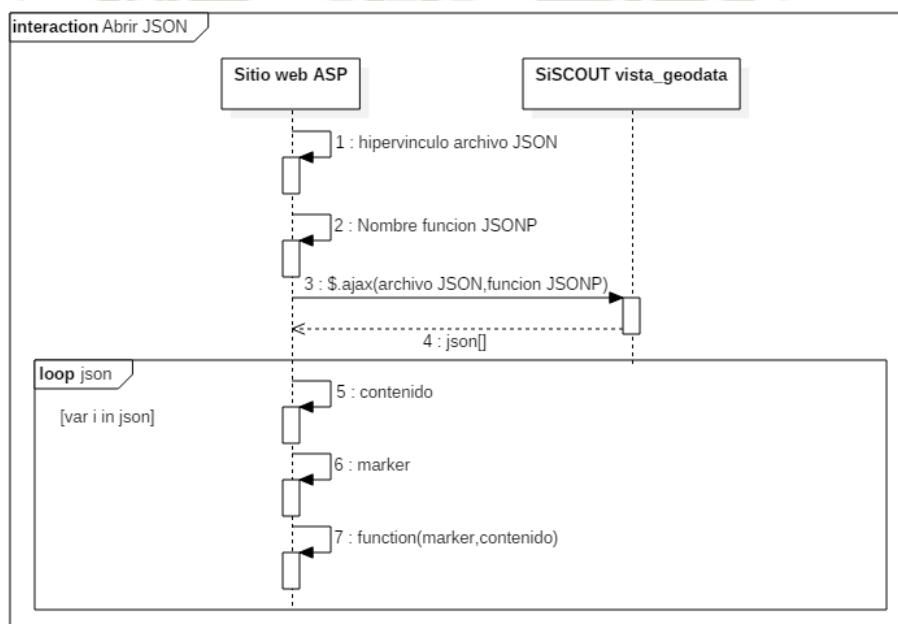 interaction Abrir JSON
Sitio web ASP
SiSCOUT vista_geodata
1 : hipervinculo archivo JSON
2 : Nombre funcion JSONP
3 : $.ajax(archivo JSON,funcion JSONP)
4 : json[]
loop json
[var i in json]
5 : contenido
6 : marker
7 : function(marker,contenido)